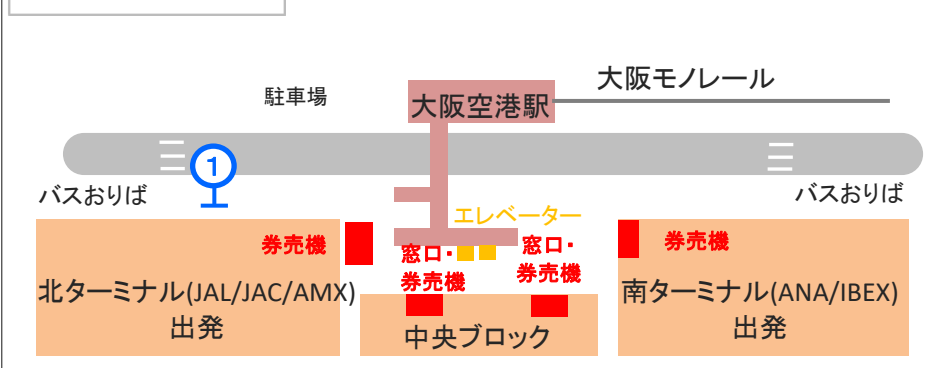 大阪モノレール
駐車場
大阪空港駅
1
バスおりば
バスおりば
エレベーター
券売機
窓口・
券売機
窓口・
券売機
券売機
北ターミナル(JAL/JAC/AMX)
出発
中央ブロック
南ターミナル(ANA/IBEX)
出発